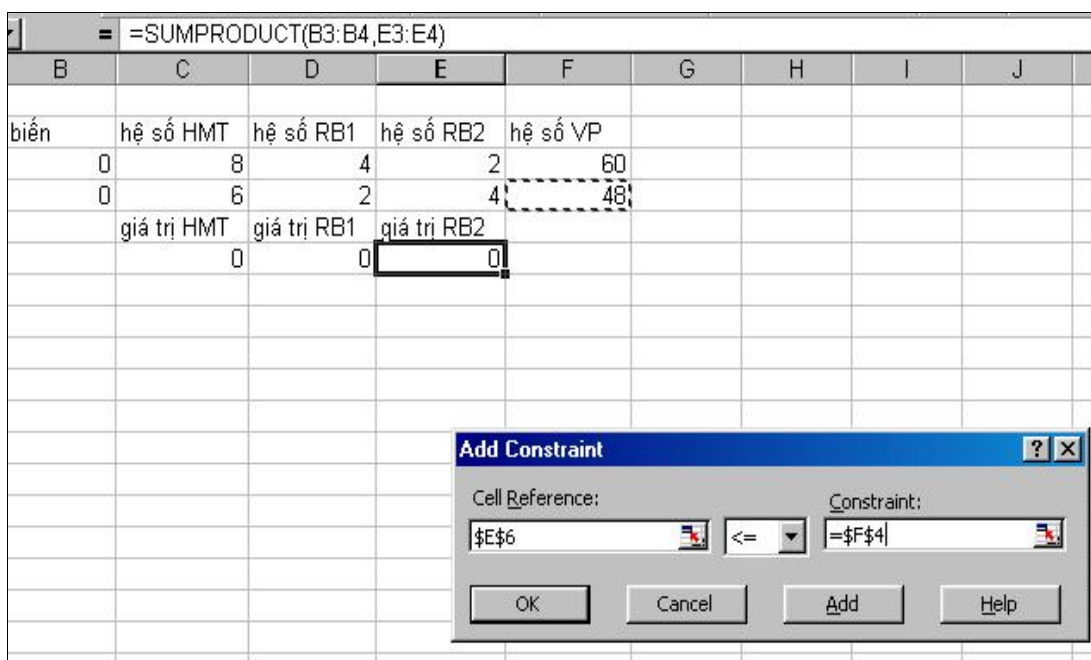 = =SUMPRODUCT(B3:B4,E3:E4)
B C D E F G H I J
biến hệ số HMT hệ số RB1 hệ số RB2 hệ số VP
0 8 4 2 60
0 6 2 4 48
giá trị HMT giá trị RB1 giá trị RB2
0 0 0
Add Constraint ? X
Cell Reference: Constraint:
$E$6 <= =$F$4
OK Cancel Add Help